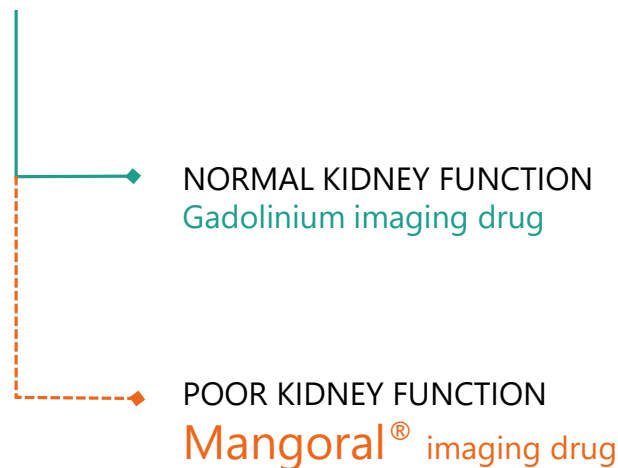 NORMAL KIDNEY FUNCTION
Gadolinium imaging drug
POOR KIDNEY FUNCTION
Mangoral® imaging drug